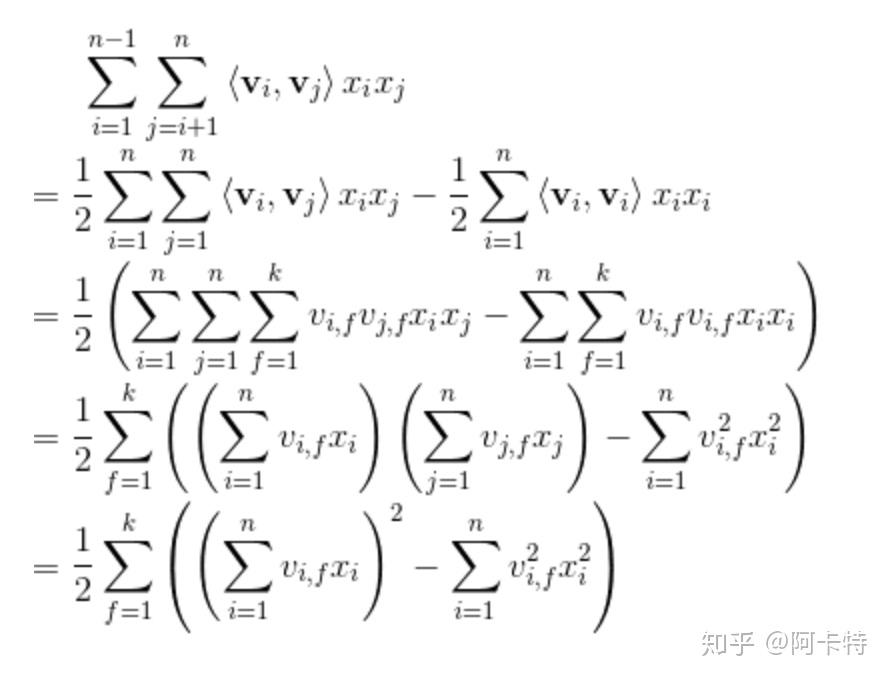 \sum_{i=1}^{n-1} \sum_{j=i+1}^{n} \langle \mathbf{v}_i, \mathbf{v}_j \rangle x_i x_j
= \frac{1}{2} \sum_{i=1}^{n} \sum_{j=1}^{n} \langle \mathbf{v}_i, \mathbf{v}_j \rangle x_i x_j - \frac{1}{2} \sum_{i=1}^{n} \langle \mathbf{v}_i, \mathbf{v}_i \rangle x_i x_i
= \frac{1}{2} \left( \sum_{i=1}^{n} \sum_{j=1}^{n} \sum_{f=1}^{k} v_{i,f} v_{j,f} x_i x_j - \sum_{i=1}^{n} \sum_{f=1}^{k} v_{i,f} v_{i,f} x_i x_i \right)
= \frac{1}{2} \sum_{f=1}^{k} \left( \left( \sum_{i=1}^{n} v_{i,f} x_i \right) \left( \sum_{j=1}^{n} v_{j,f} x_j \right) - \sum_{i=1}^{n} v_{i,f}^2 x_i^2 \right)
= \frac{1}{2} \sum_{f=1}^{k} \left( \left( \sum_{i=1}^{n} v_{i,f} x_i \right)^2 - \sum_{i=1}^{n} v_{i,f}^2 x_i^2 \right)
知乎 @阿卡特